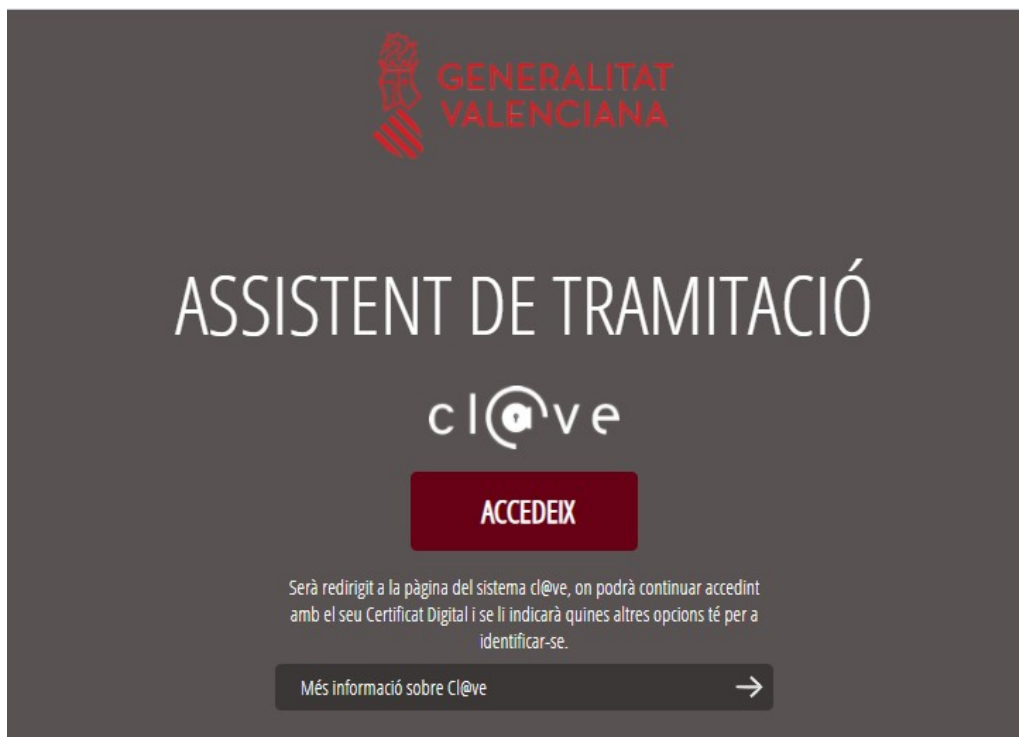 GENERALITAT
VALENCIANA
ASSISTENT DE TRAMITACIÓ
cl@ve
ACCEDEIX
Serà redirigit a la pàgina del sistema cl@ve, on podrà continuar accedint
amb el seu Certificat Digital i se li indicarà quines altres opcions té per a
identificar-se.
Més informació sobre Cl@ve